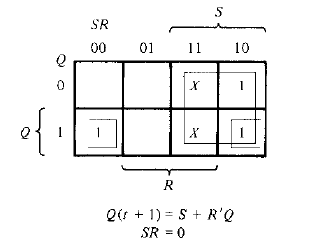 SR
S
00 01 11 10
Q
0 X 1
Q 1 1 X 1
R
Q(t + 1) = S + R'Q
SR = 0